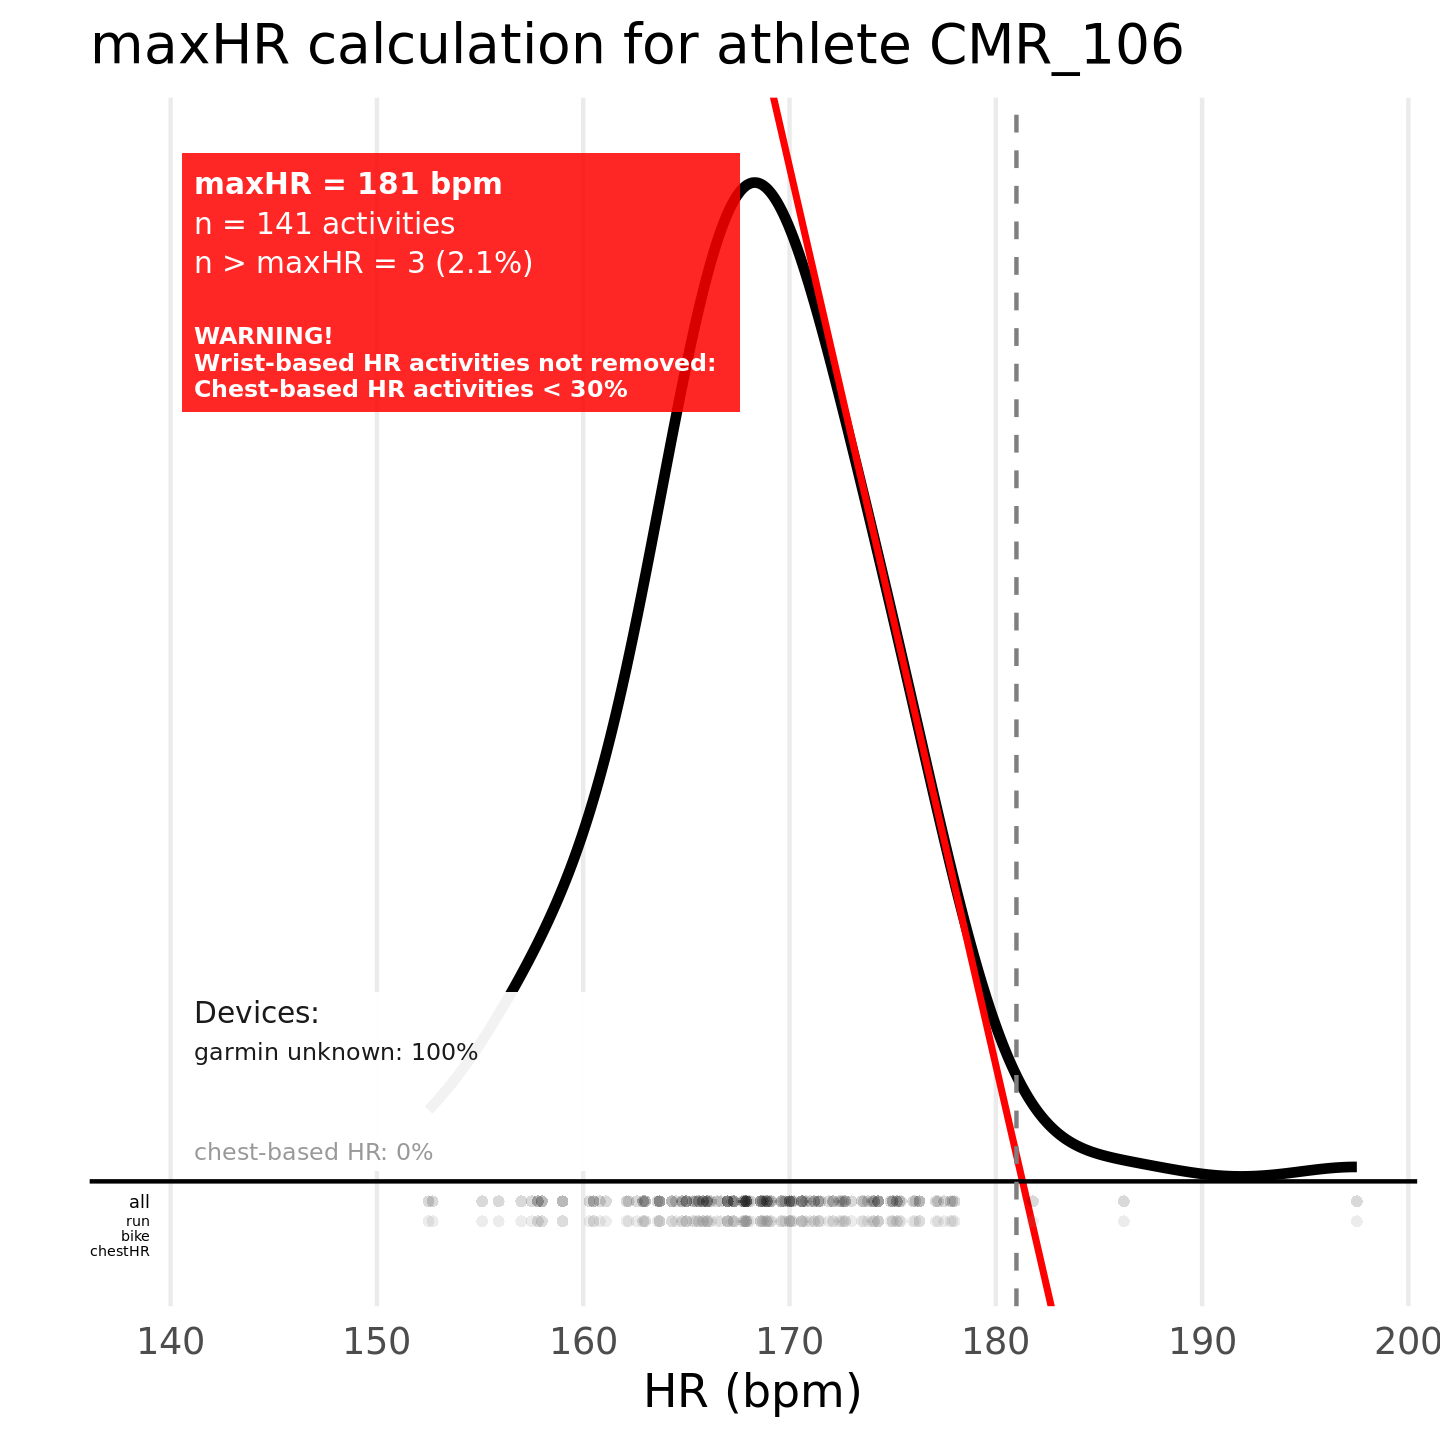 maxHR calculation for athlete CMR_106
maxHR = 181 bpm
n = 141 activities
n > maxHR = 3 (2.1%)
WARNING!
Wrist-based HR activities not removed:
Chest-based HR activities < 30%
Devices:
garmin unknown: 100%
chest-based HR: 0%
all
run
bike
chestHR
140 150 160 170 180 190 200
HR (bpm)